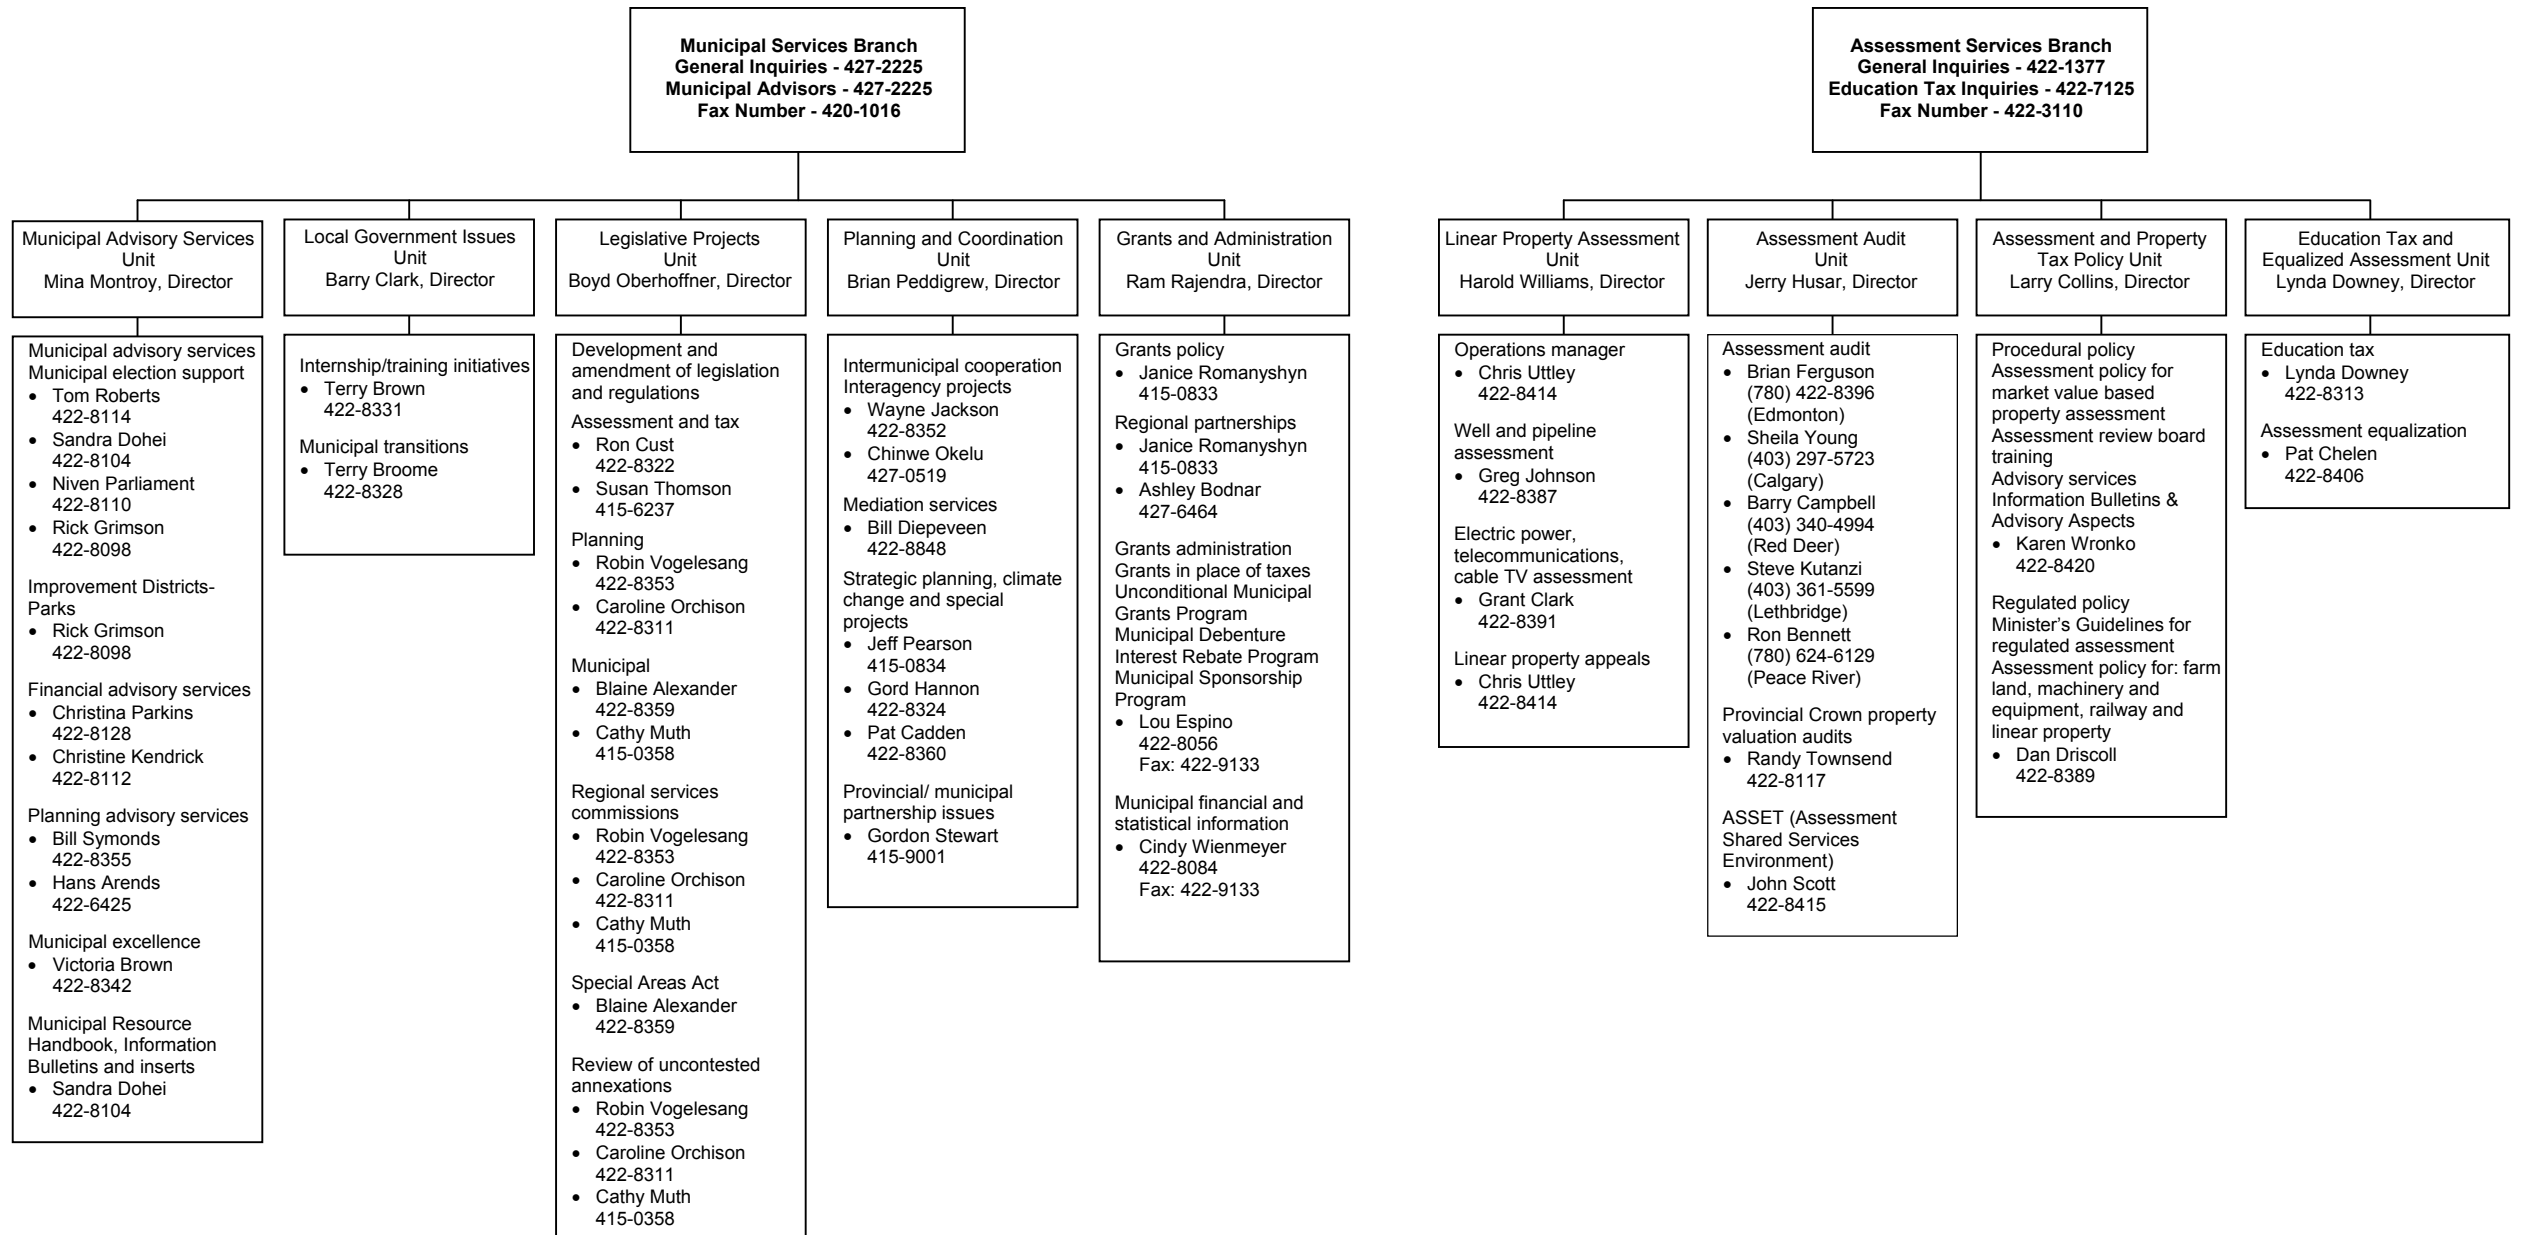 Municipal Services Branch
General Inquiries - 427-2225
Municipal Advisors - 427-2225
Fax Number - 420-1016
Municipal Advisory Services
Unit
Mina Montroy, Director
Municipal advisory services
Municipal election support
• Tom Roberts
422-8114
• Sandra Dohei
422-8104
• Niven Parliament
422-8110
• Rick Grimson
422-8098
Improvement Districts-
Parks
• Rick Grimson
422-8098
Financial advisory services
• Christina Parkins
422-8128
• Christine Kendrick
422-8112
Planning advisory services
• Bill Symonds
422-8355
• Hans Arends
422-6425
Municipal excellence
• Victoria Brown
422-8342
Municipal Resource
Handbook, Information
Bulletins and inserts
• Sandra Dohei
422-8104
Local Government Issues
Unit
Barry Clark, Director
Internship/training initiatives
• Terry Brown
422-8331
Municipal transitions
• Terry Broome
422-8328
Legislative Projects
Unit
Boyd Oberhoffner, Director
Development and
amendment of legislation
and regulations
Assessment and tax
• Ron Cust
422-8322
• Susan Thomson
415-6237
Planning
• Robin Vogelesang
422-8353
• Caroline Orchison
422-8311
Municipal
• Blaine Alexander
422-8359
• Cathy Muth
415-0358
Regional services
commissions
• Robin Vogelesang
422-8353
• Caroline Orchison
422-8311
• Cathy Muth
415-0358
Special Areas Act
• Blaine Alexander
422-8359
Review of uncontested
annexations
• Robin Vogelesang
422-8353
• Caroline Orchison
422-8311
• Cathy Muth
415-0358
Planning and Coordination
Unit
Brian Peddigrew, Director
Intermunicipal cooperation
Interagency projects
• Wayne Jackson
422-8352
• Chinwe Okelu
427-0519
Mediation services
• Bill Diepeveen
422-8848
Strategic planning, climate
change and special
projects
• Jeff Pearson
415-0834
• Gord Hannon
422-8324
• Pat Cadden
422-8360
Provincial/ municipal
partnership issues
• Gordon Stewart
415-9001
Grants and Administration
Unit
Ram Rajendra, Director
Grants policy
• Janice Romanyshyn
415-0833
Regional partnerships
• Janice Romanyshyn
415-0833
• Ashley Bodnar
427-6464
Grants administration
Grants in place of taxes
Unconditional Municipal
Grants Program
Municipal Debenture
Interest Rebate Program
Municipal Sponsorship
Program
• Lou Espino
422-8056
Fax: 422-9133
Municipal financial and
statistical information
• Cindy Wienmeyer
422-8084
Fax: 422-9133
Assessment Services Branch
General Inquiries - 422-1377
Education Tax Inquiries - 422-7125
Fax Number - 422-3110
Linear Property Assessment
Unit
Harold Williams, Director
Operations manager
• Chris Uttley
422-8414
Well and pipeline
assessment
• Greg Johnson
422-8387
Electric power,
telecommunications,
cable TV assessment
• Grant Clark
422-8391
Linear property appeals
• Chris Uttley
422-8414
Assessment Audit
Unit
Jerry Husar, Director
Assessment audit
• Brian Ferguson
(780) 422-8396
(Edmonton)
• Sheila Young
(403) 297-5723
(Calgary)
• Barry Campbell
(403) 340-4994
(Red Deer)
• Steve Kutanzi
(403) 361-5599
(Lethbridge)
• Ron Bennett
(780) 624-6129
(Peace River)
Provincial Crown property
valuation audits
• Randy Townsend
422-8117
ASSET (Assessment
Shared Services
Environment)
• John Scott
422-8415
Assessment and Property
Tax Policy Unit
Larry Collins, Director
Procedural policy
Assessment policy for
market value based
property assessment
Assessment review board
training
Advisory services
Information Bulletins &
Advisory Aspects
• Karen Wronko
422-8420
Regulated policy
Minister’s Guidelines for
regulated assessment
Assessment policy for: farm
land, machinery and
equipment, railway and
linear property
• Dan Driscoll
422-8389
Education Tax and
Equalized Assessment Unit
Lynda Downey, Director
Education tax
• Lynda Downey
422-8313
Assessment equalization
• Pat Chelen
422-8406